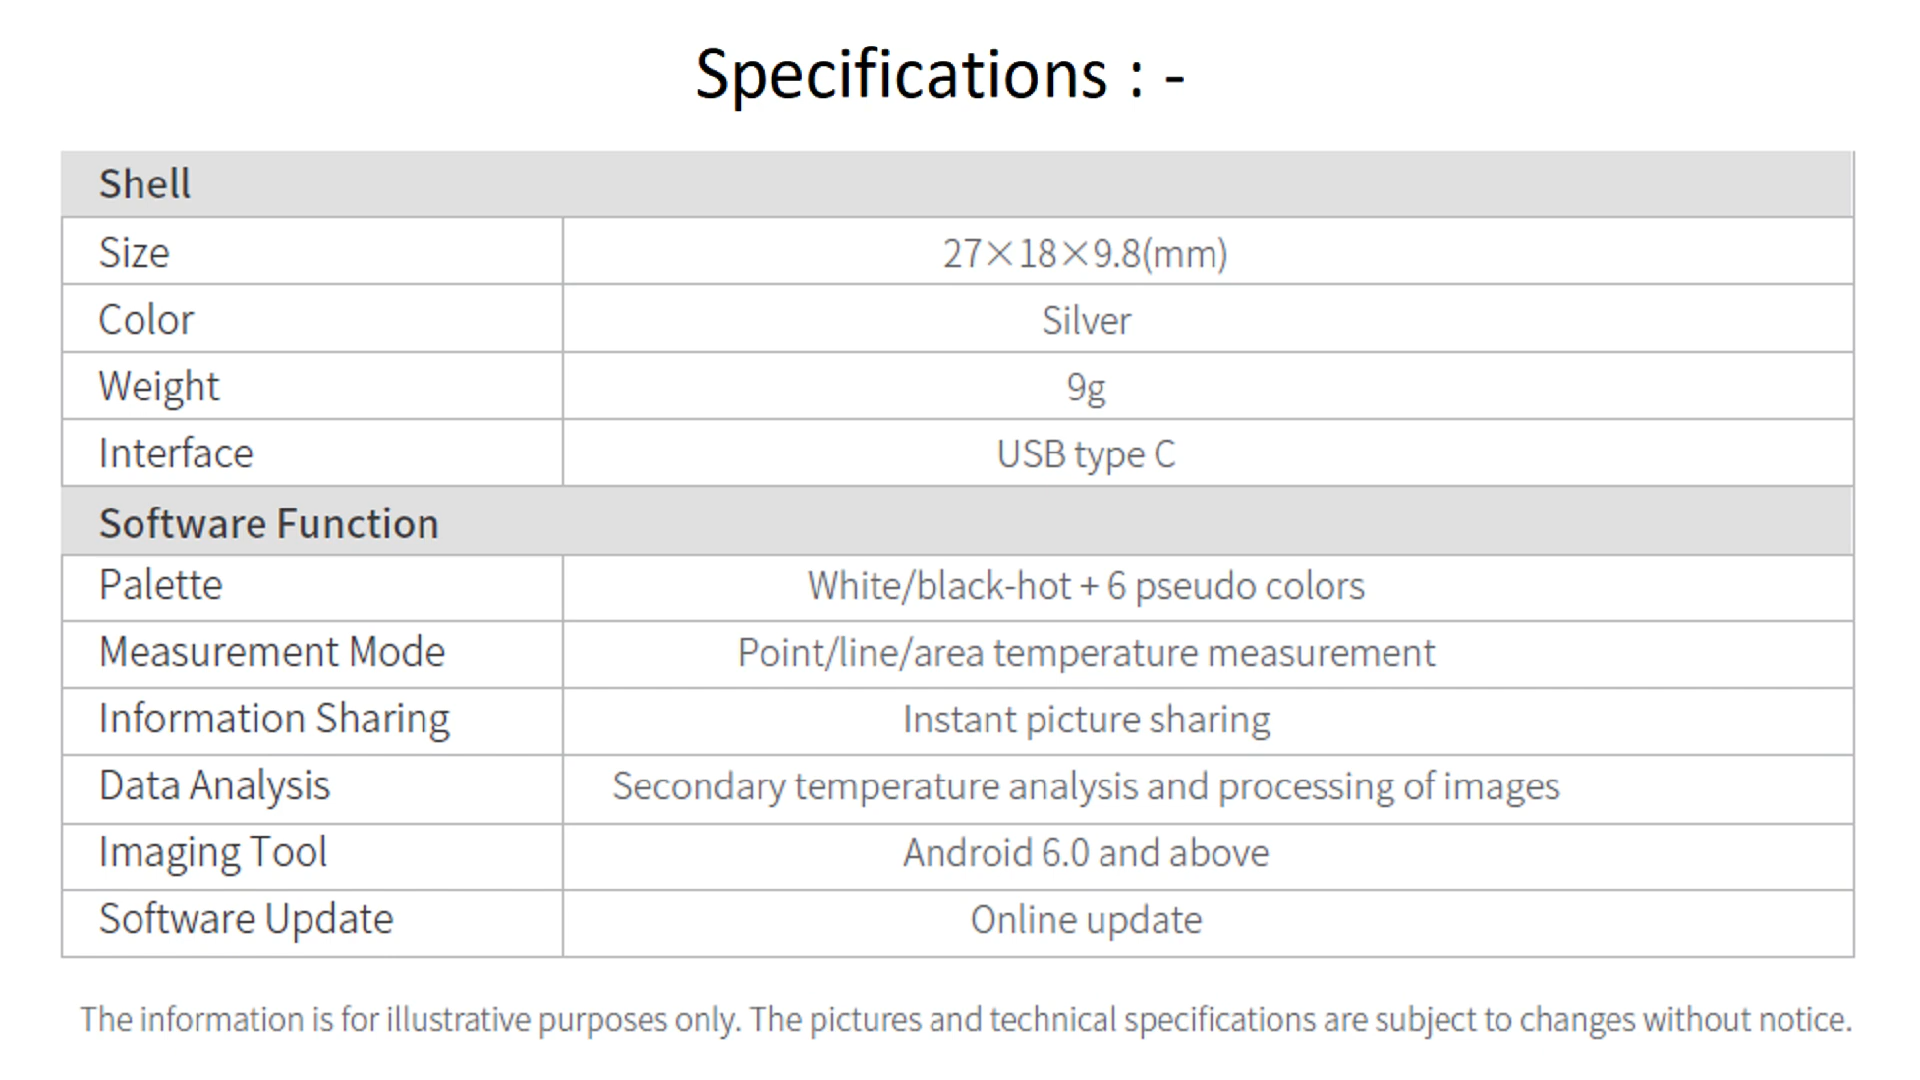 Specifications : -
Shell
Size 27×18×9.8(mm)
Color Silver
Weight 9g
Interface USB type C
Software Function
Palette White/black-hot + 6 pseudo colors
Measurement Mode Point/line/area temperature measurement
Information Sharing Instant picture sharing
Data Analysis Secondary temperature analysis and processing of images
Imaging Tool Android 6.0 and above
Software Update Online update
The information is for illustrative purposes only. The pictures and technical specifications are subject to changes without notice.